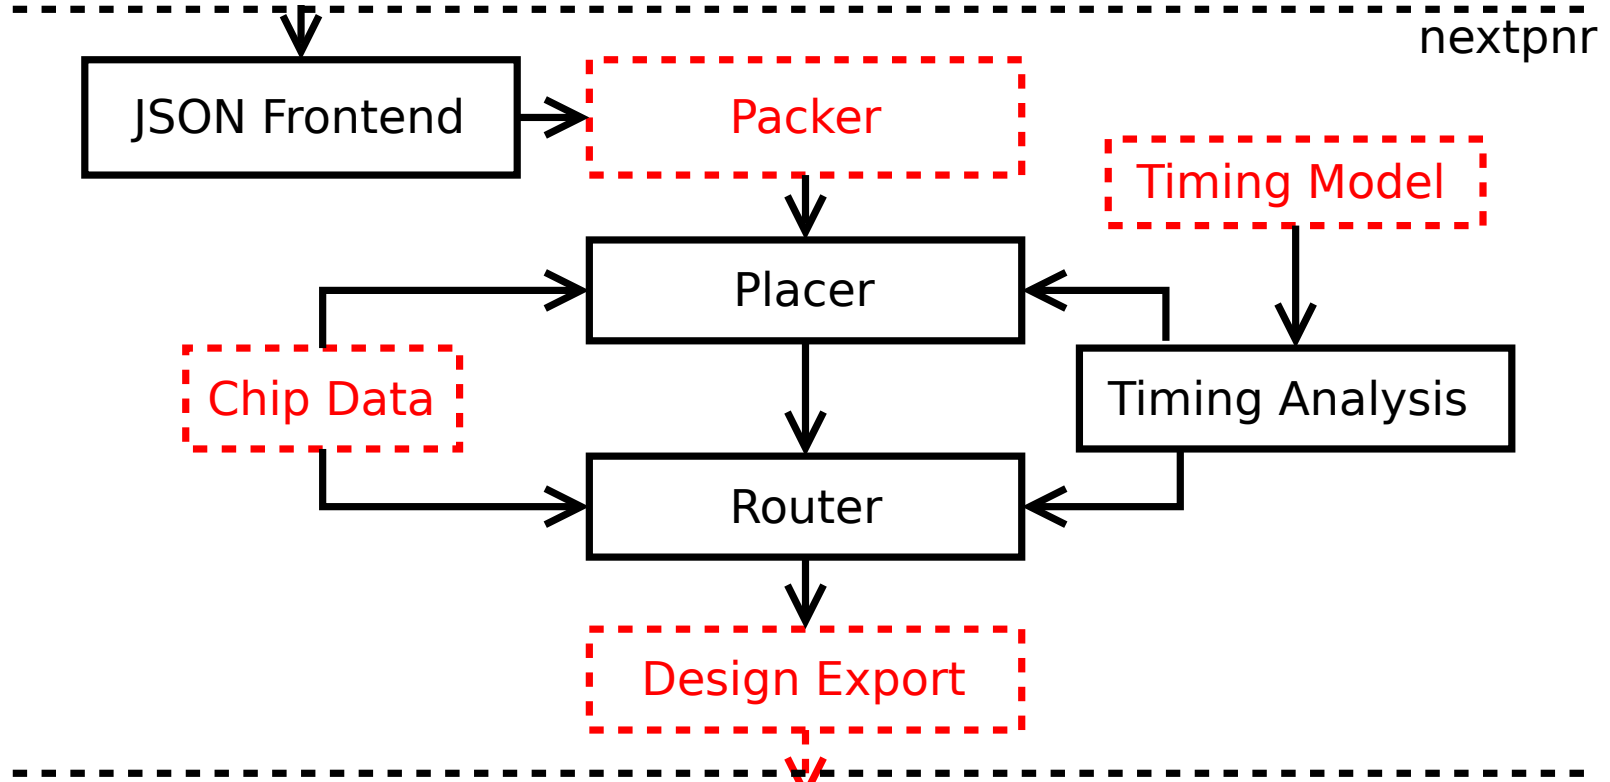 nextpnr
JSON Frontend
Packer
Timing Model
Placer
Chip Data
Timing Analysis
Router
Design Export